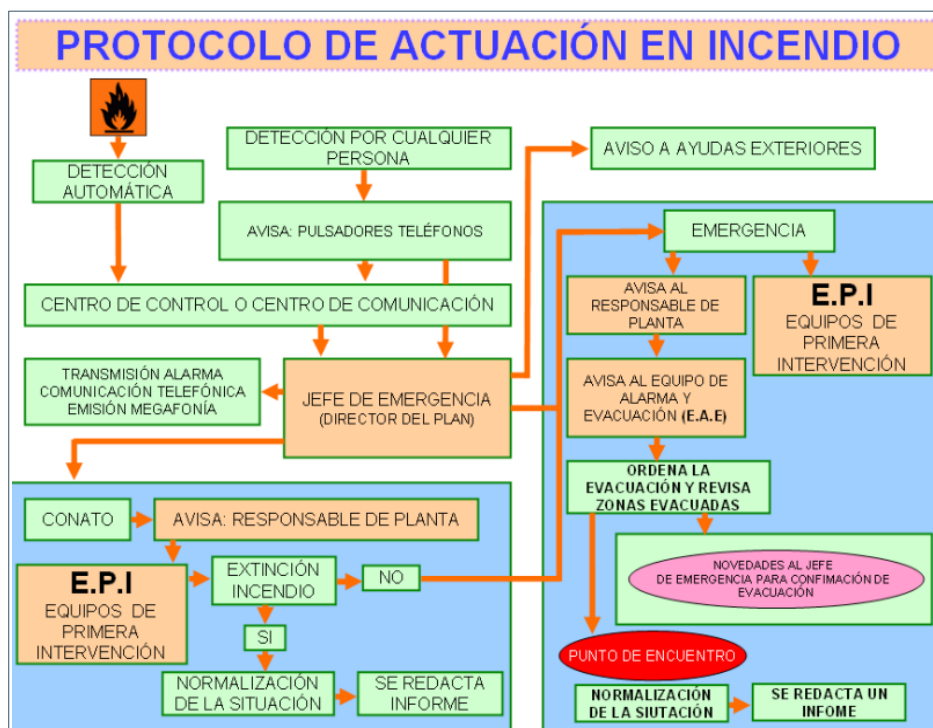 PROTOCOLO DE ACTUACIÓN EN INCENDIO
DETECCIÓN POR CUALQUIER
PERSONA
AVISO A AYUDAS EXTERIORES
DETECCIÓN
AUTOMÁTICA
AVISA: PULSADORES TELÉFONOS
EMERGENCIA
CENTRO DE CONTROL O CENTRO DE COMUNICACIÓN
AVISA AL
RESPONSABLE DE
PLANTA
E.P.I
EQUIPOS DE
PRIMERA
INTERVENCIÓN
TRANSMISIÓN ALARMA
COMUNICACIÓN TELEFÓNICA
EMISIÓN MEGAFONÍA
JEFE DE EMERGENCIA
(DIRECTOR DEL PLAN)
AVISA AL EQUIPO DE
ALARMA Y
EVACUACIÓN (E.A.E)
ORDENA LA
EVACUACIÓN Y REVISA
ZONAS EVACUADAS
CONATO
AVISA: RESPONSABLE DE PLANTA
E.P.I
EQUIPOS DE
PRIMERA
INTERVENCIÓN
EXTINCIÓN
INCENDIO
NO
NOVEDADES AL JEFE
DE EMERGENCIA PARA CONFIMACIÓN DE
EVACUACIÓN
SI
PUNTO DE ENCUENTRO
NORMALIZACIÓN
DE LA SITUACIÓN
SE REDACTA
INFORME
NORMALIZACIÓN
DE LA SIUTACIÓN
SE REDACTA UN
INFOME